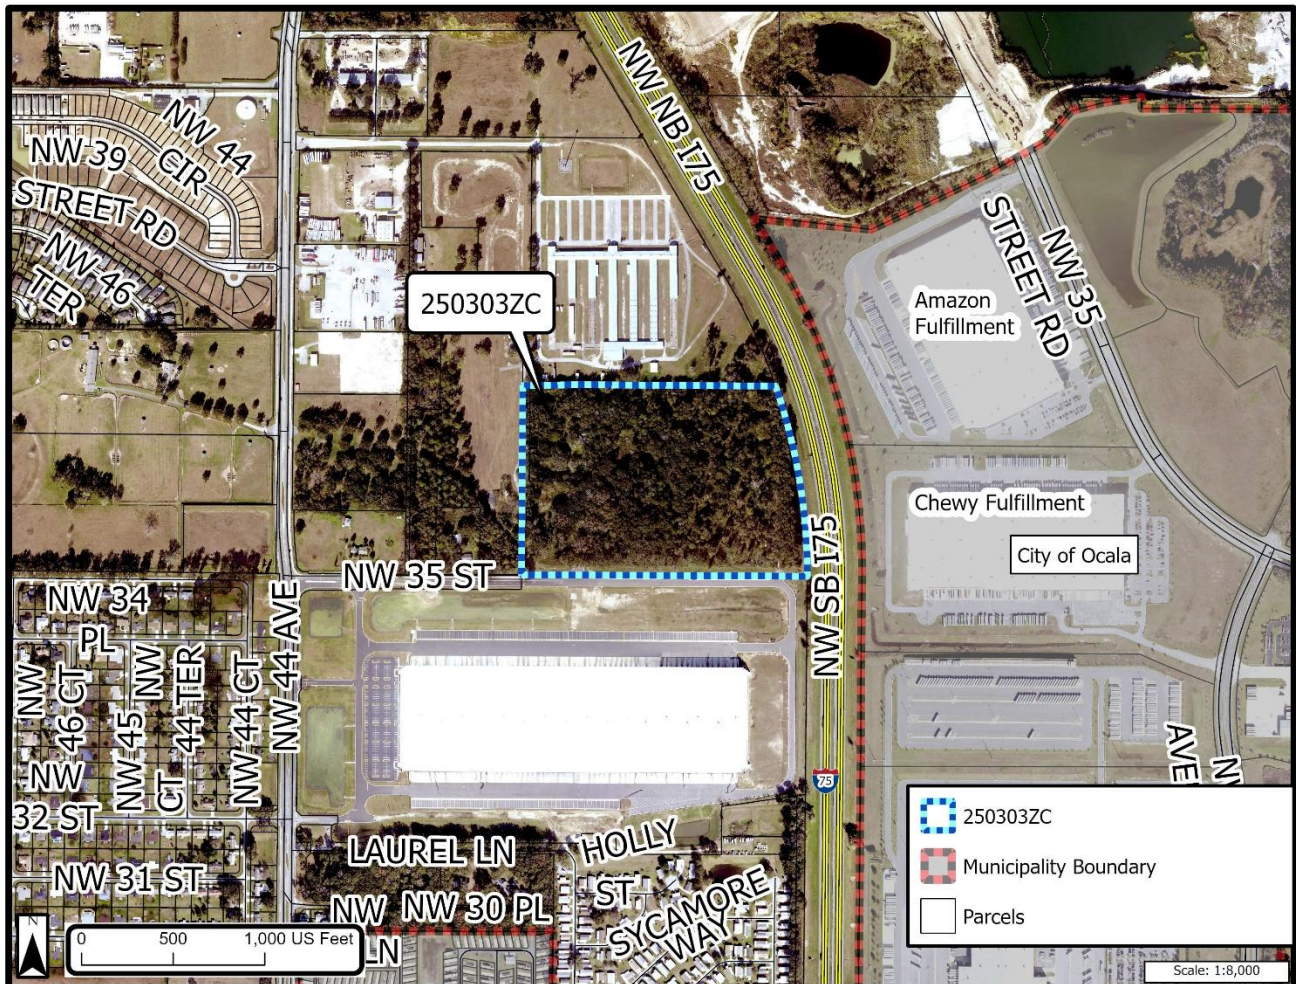 NW NB I75
NW 44
CIR
NW 39
STREET RD
NW 46
TER
250303ZC
STREET RD
NW 35
Amazon
Fulfillment
Chewy Fulfillment
City of Ocala
NW 35 ST
NW SB I75
NW 34
PL
NW 44 AVE
NW
46 CT
NW 45
CT
NW
44 TER
NW 44 CT
NW
32 ST
NW 31 ST
75
AVE
LAUREL LN
HOLLY
ST
SYCAMORE
WAY
NW
LN
NW 30 PL
250303ZC
Municipality Boundary
Parcels
N
0 500 1,000 US Feet
Scale: 1:8,000